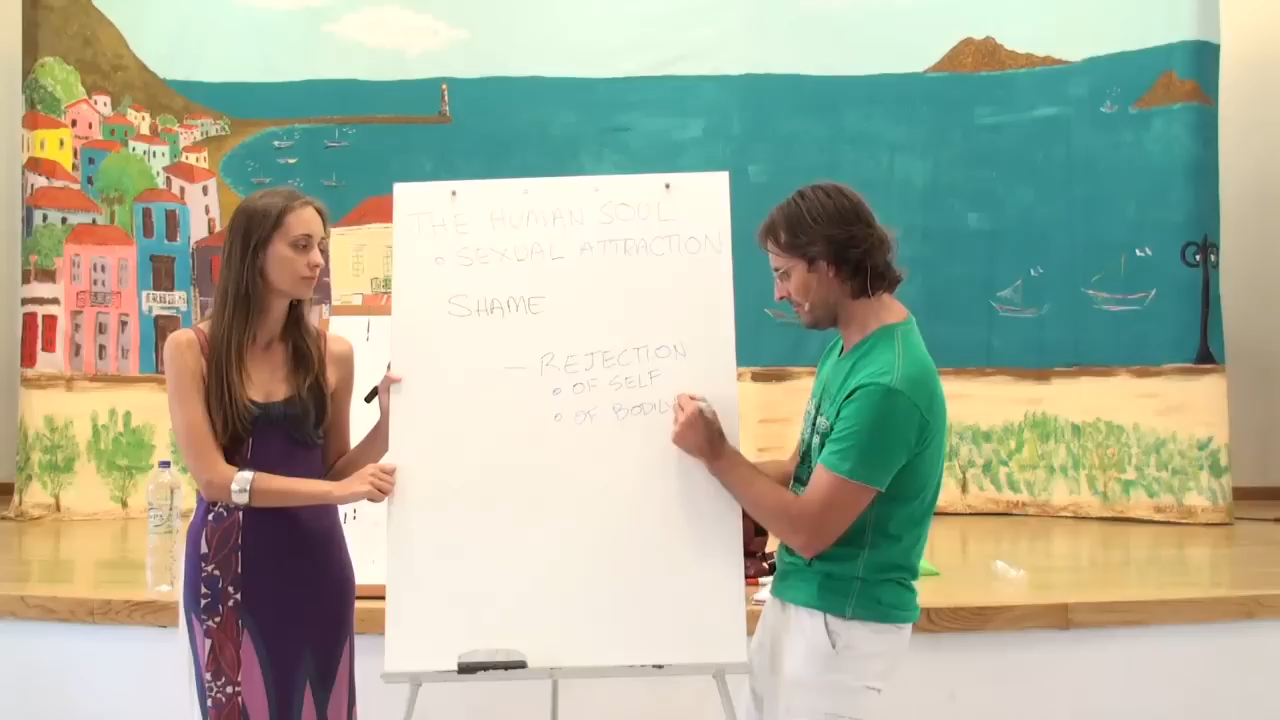 THE HUMAN SOUL
SEXUAL ATTRACTION
SHAME
— REJECTION
OF SELF
OF BODILY